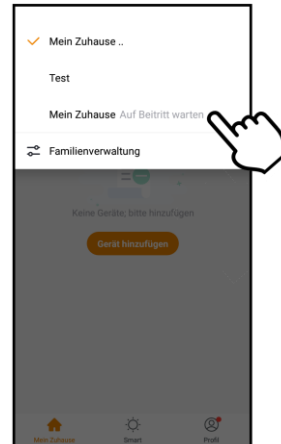 Mein Zuhause ..
Test
Mein Zuhause Auf Beitritt warten
Familienverwaltung
Keine Geräte, bitte hinzufügen
Gerät hinzufügen
Mein Zuhause Smart Profil